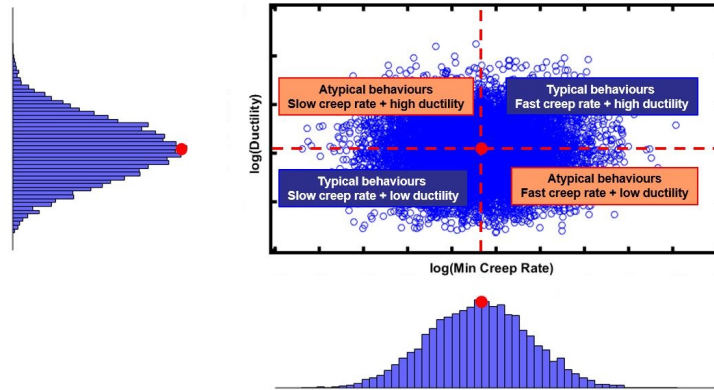 Atypical behaviours
Slow creep rate + high ductility
Typical behaviours
Fast creep rate + high ductility
log(Ductility)
Typical behaviours
Slow creep rate + low ductility
Atypical behaviours
Fast creep rate + low ductility
log(Min Creep Rate)